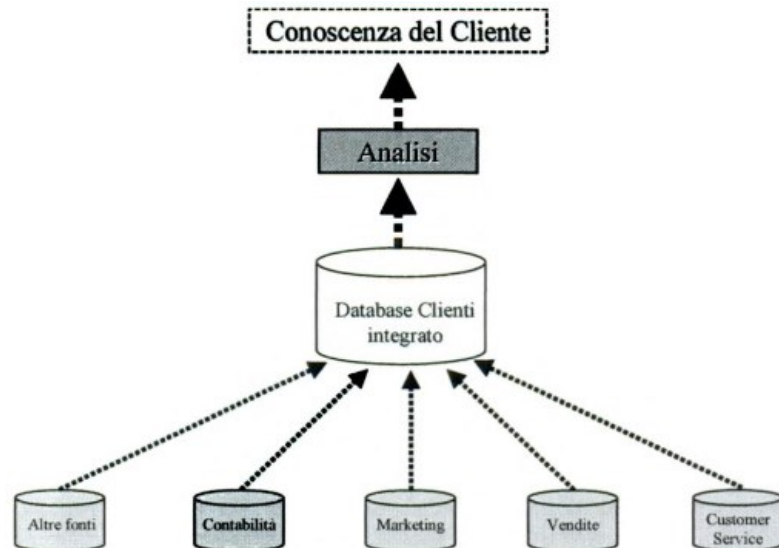 Conoscenza del Cliente
Analisi
Database Clienti
integrato
Altre fonti
Contabilità
Marketing
Vendite
Customer
Service